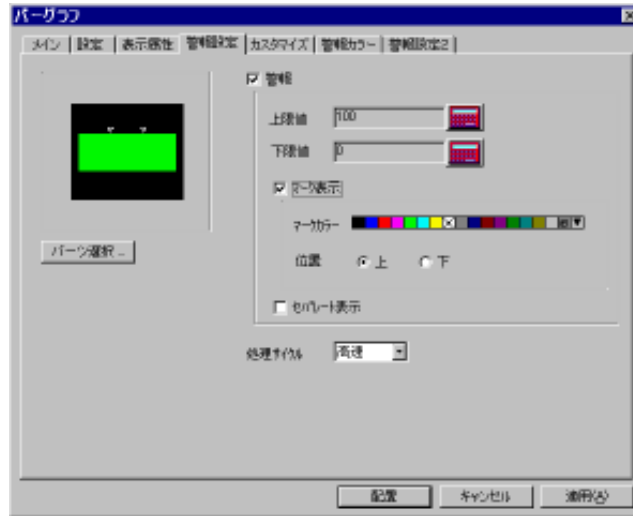 バーグラフ
メイン 設定 表示属性 警報設定 カスタマイズ 警報カラー 警報設定2
警報
上限値 100
下限値 0
マーク表示
マークカラー
位置 上 下
パーツ選択...
セパレート表示
処理サイクル 高速
配置 キャンセル 適用(A)